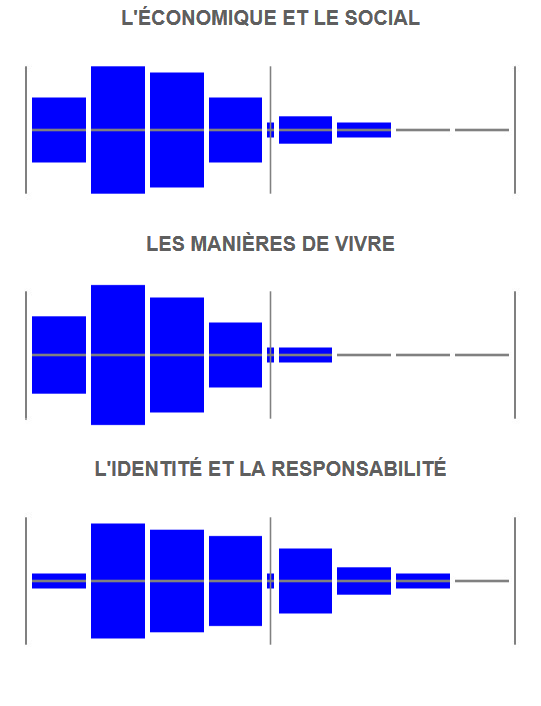 L'ÉCONOMIQUE ET LE SOCIAL
LES MANIÈRES DE VIVRE
L'IDENTITÉ ET LA RESPONSABILITÉ